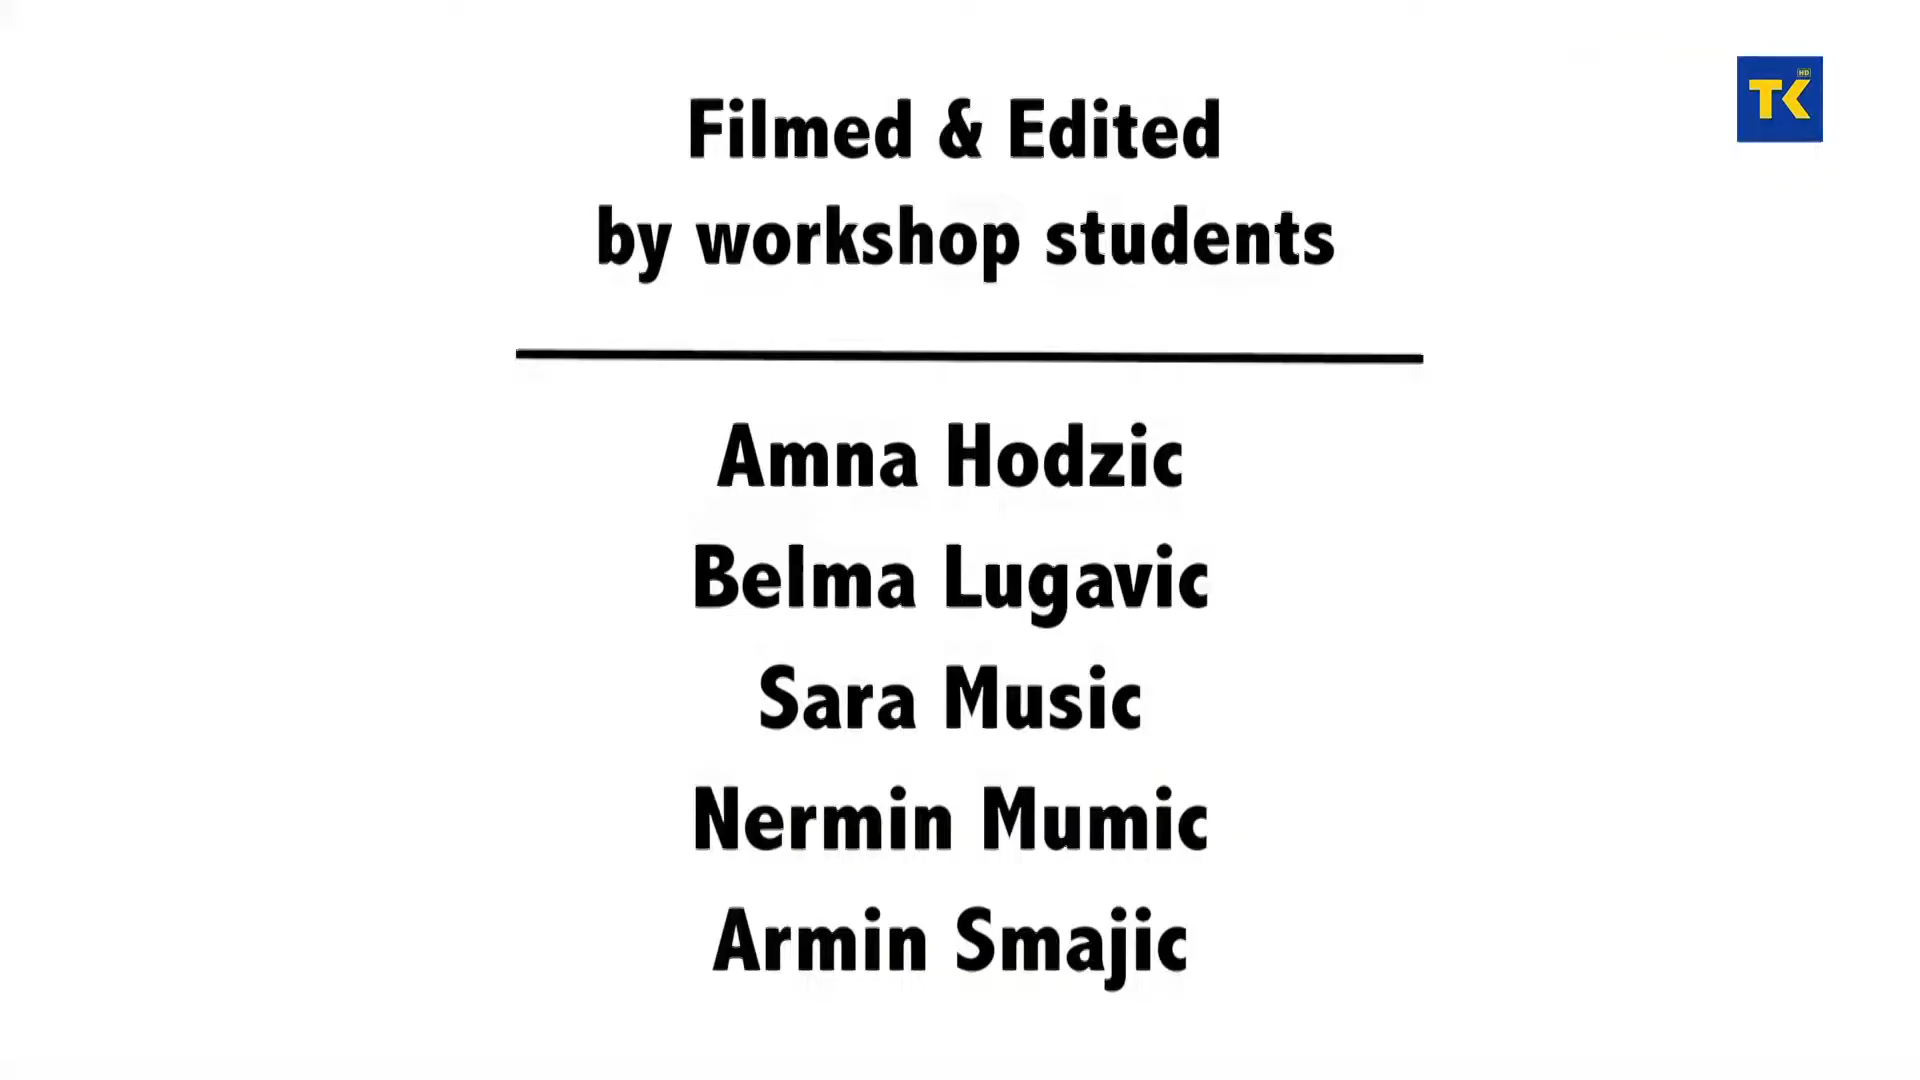 Filmed & Edited
by workshop students
TK HD
Amna Hodzic
Belma Lugavic
Sara Music
Nermin Mumic
Armin Smajic